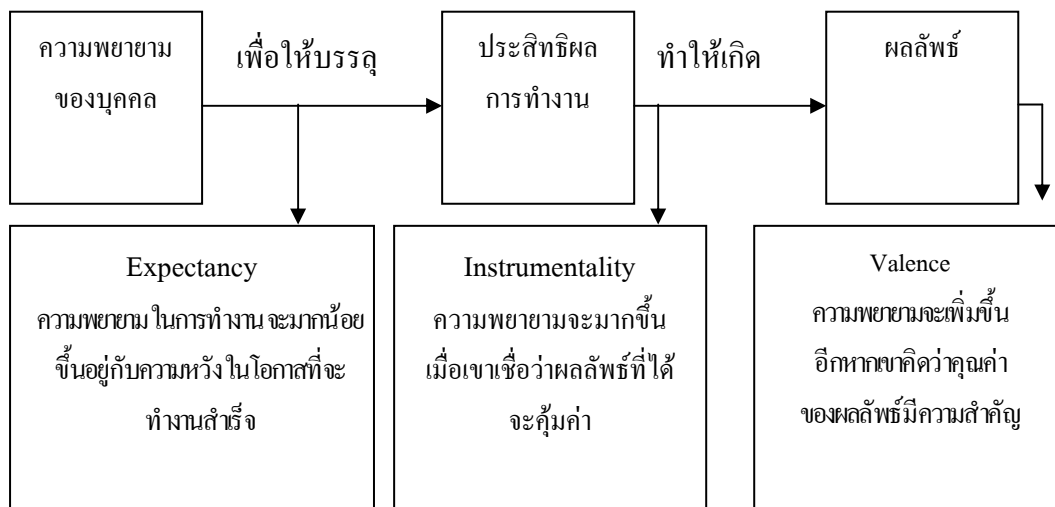 ความพยายาม
ของบุคคล
เพื่อให้บรรลุ
ประสิทธิผล
การทำงาน
ทำให้เกิด
ผลลัพธ์
Expectancy
ความพยายามในการทำงานจะมากน้อย
ขึ้นอยู่กับความหวังในโอกาสที่จะ
ทำงานสำเร็จ
Instrumentality
ความพยายามจะมากขึ้น
เมื่อเขาเชื่อว่าผลลัพธ์ที่ได้
จะคุ้มค่า
Valence
ความพยายามจะเพิ่มขึ้น
อีกหากเขาคิดว่าคุณค่า
ของผลลัพธ์มีความสำคัญ